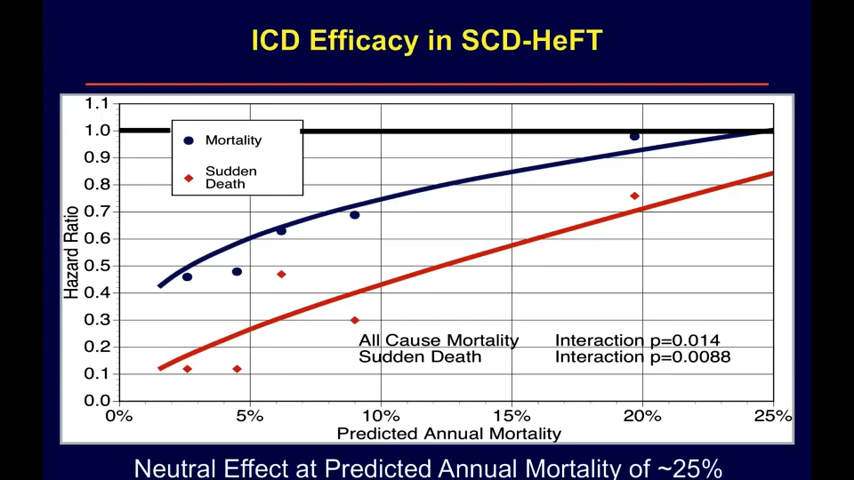 ICD Efficacy in SCD-HeFT
1.1
1.0
0.9
0.8
0.7
0.6
0.5
0.4
0.3
0.2
0.1
0.0
Hazard Ratio
Mortality
Sudden
Death
All Cause Mortality Interaction p=0.014
Sudden Death Interaction p=0.0088
0% 5% 10% 15% 20% 25%
Predicted Annual Mortality
Neutral Effect at Predicted Annual Mortality of ~25%